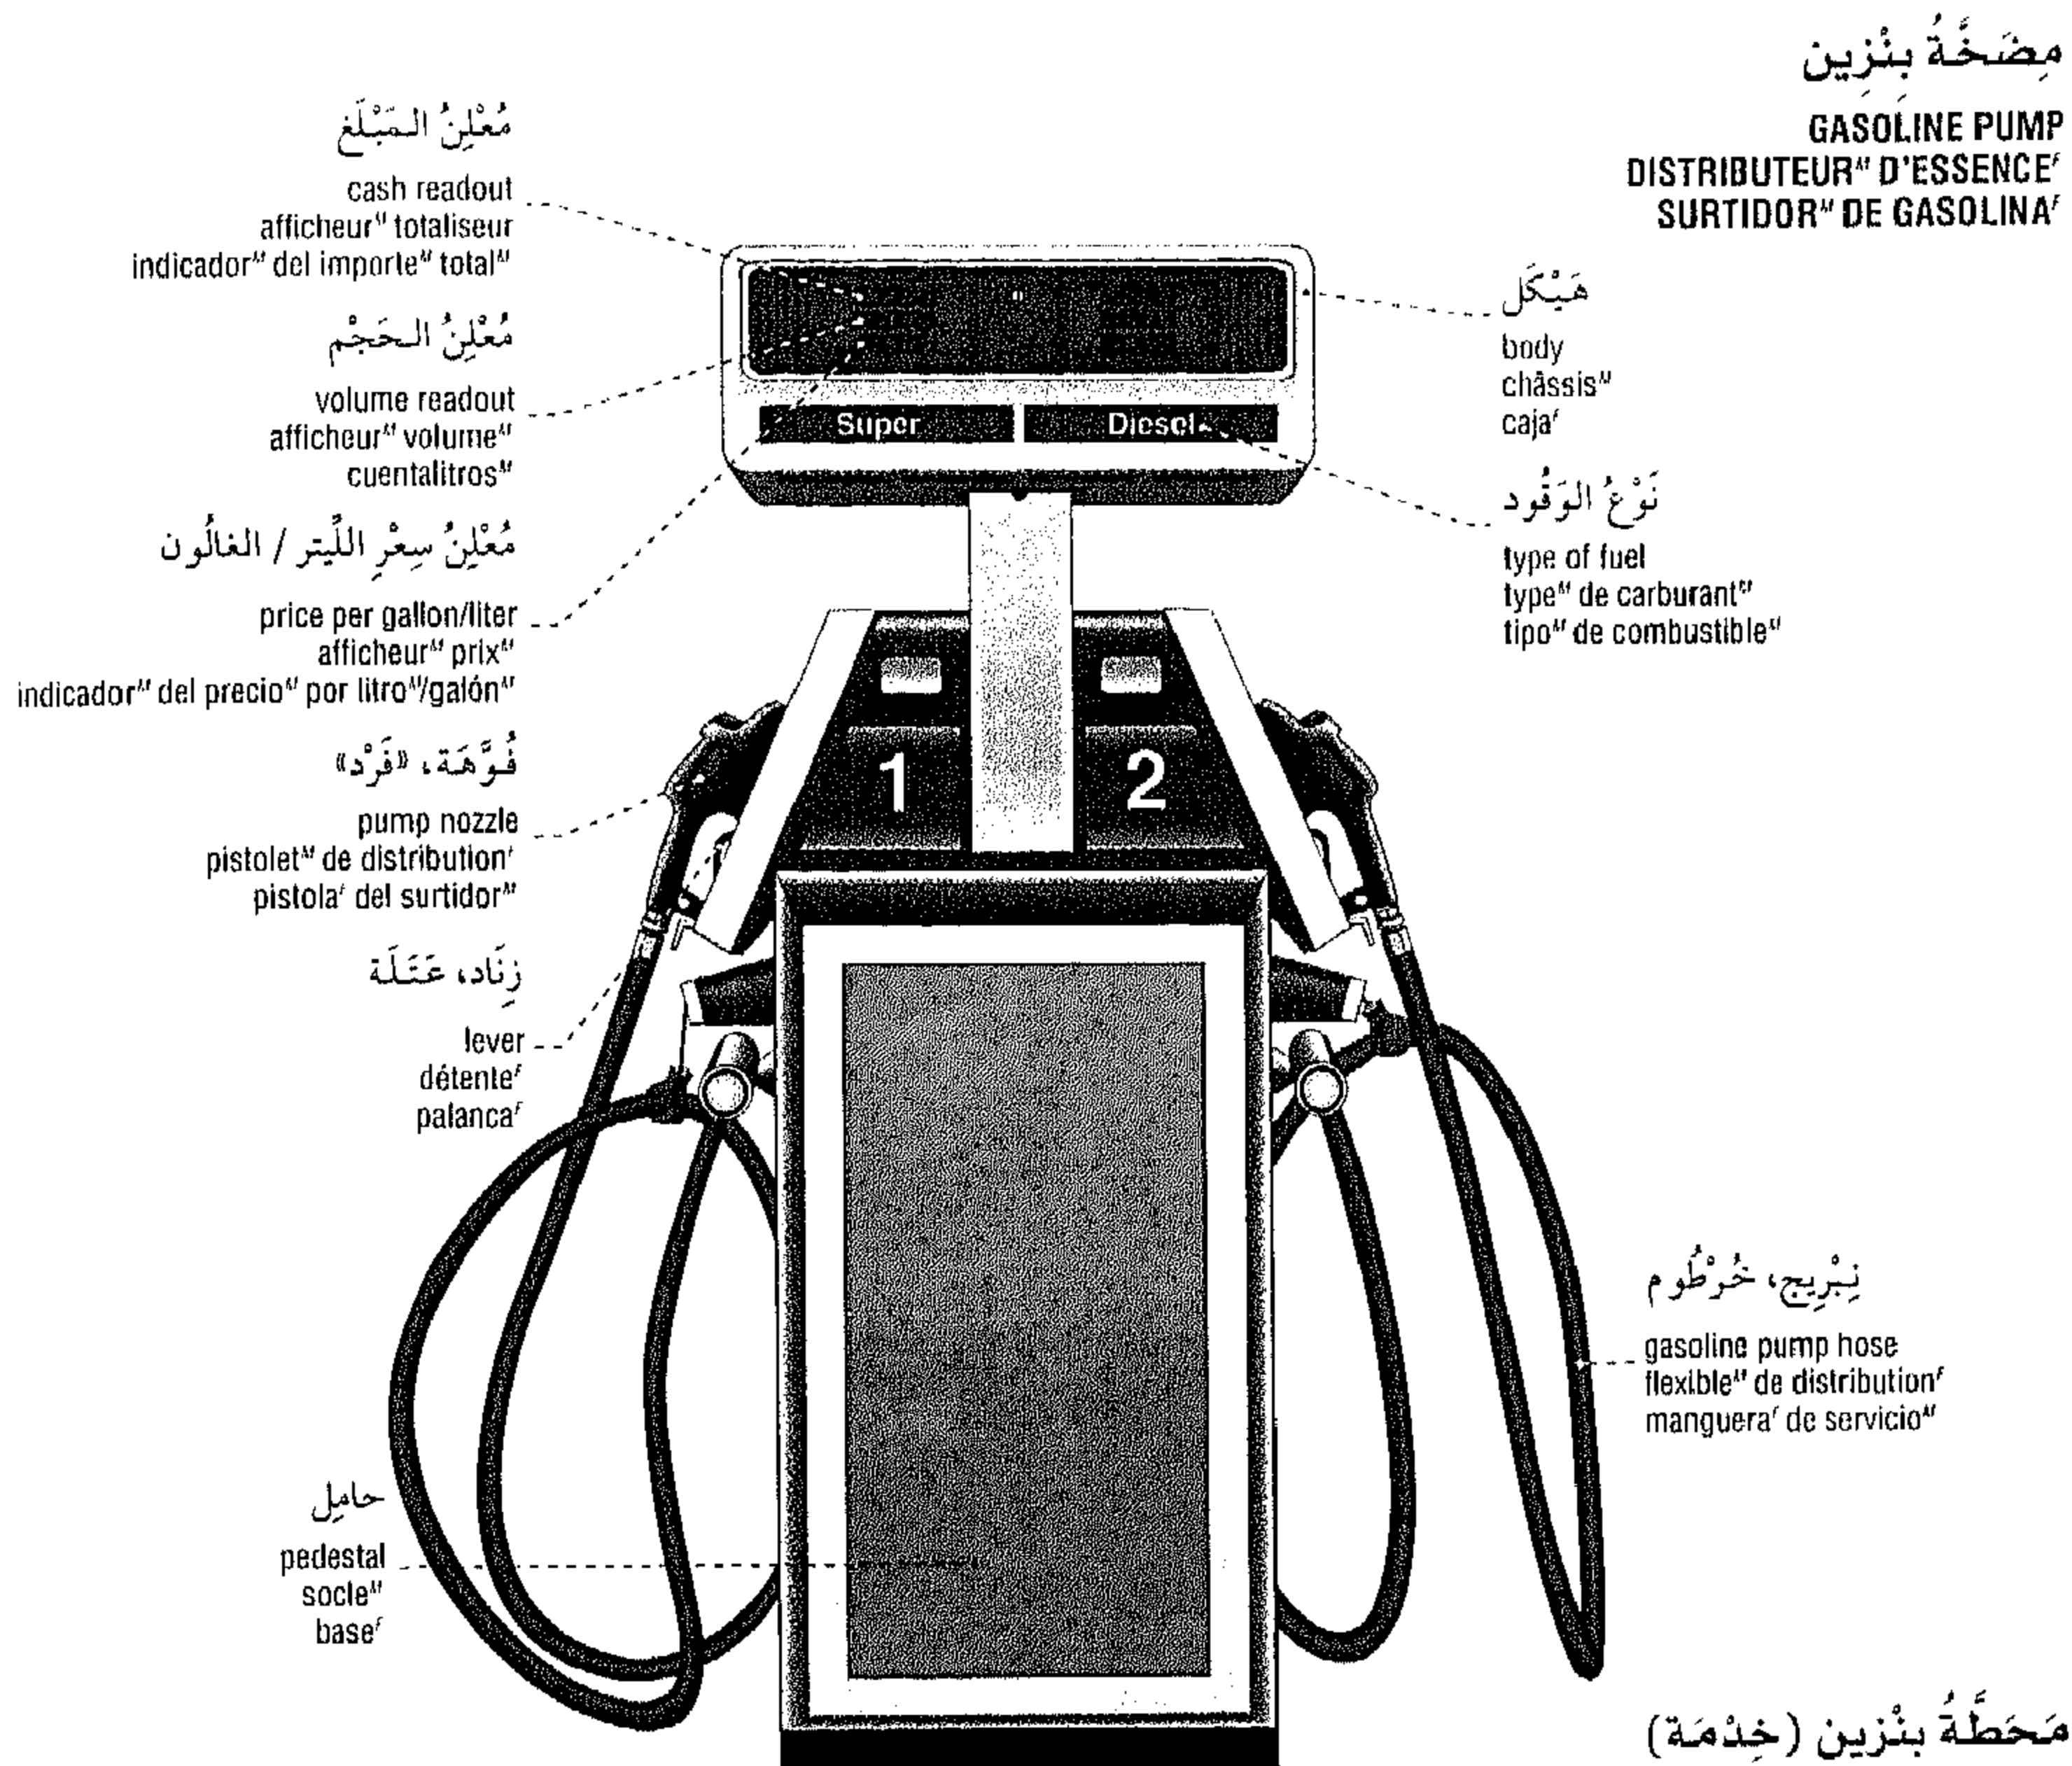 مِضَخَّةُ بِنْزِين
GASOLINE PUMP
DISTRIBUTEURᴹ D'ESSENCEᶠ
SURTIDORᴹ DE GASOLINAᶠ
مُعْلِنُ الـمَبْلَغ
cash readout
afficheurᴹ totaliseur
indicadorᴹ del importeᴹ totalᴹ
مُعْلِنُ الـحَجْم
volume readout
afficheurᴹ volumeᴹ
cuentalitrosᴹ
مُعْلِنُ سِعْرِ اللِّيتر / الغالُون
price per gallon/liter
afficheurᴹ prixᴹ
indicadorᴹ del precioᴹ por litroᴹ/galónᴹ
فُوَّهَة، «فَرْد»
pump nozzle
pistoletᴹ de distributionᶠ
pistolaᶠ del surtidorᴹ
زِنَاد، عَتَلَة
lever
détenteᶠ
palancaᶠ
حامِل
pedestal
socleᴹ
baseᶠ
Super
Diesel
1
2
هَيْكَل
body
châssisᴹ
cajaᶠ
نَوْعُ الوَقُود
type of fuel
typeᴹ de carburantᴹ
tipoᴹ de combustibleᴹ
نِبْرِيج، خُرْطُوم
gasoline pump hose
flexibleᴹ de distributionᶠ
mangueraᶠ de servicioᴹ
مَحَطَّةُ بنْزِين (خِدْمَة)